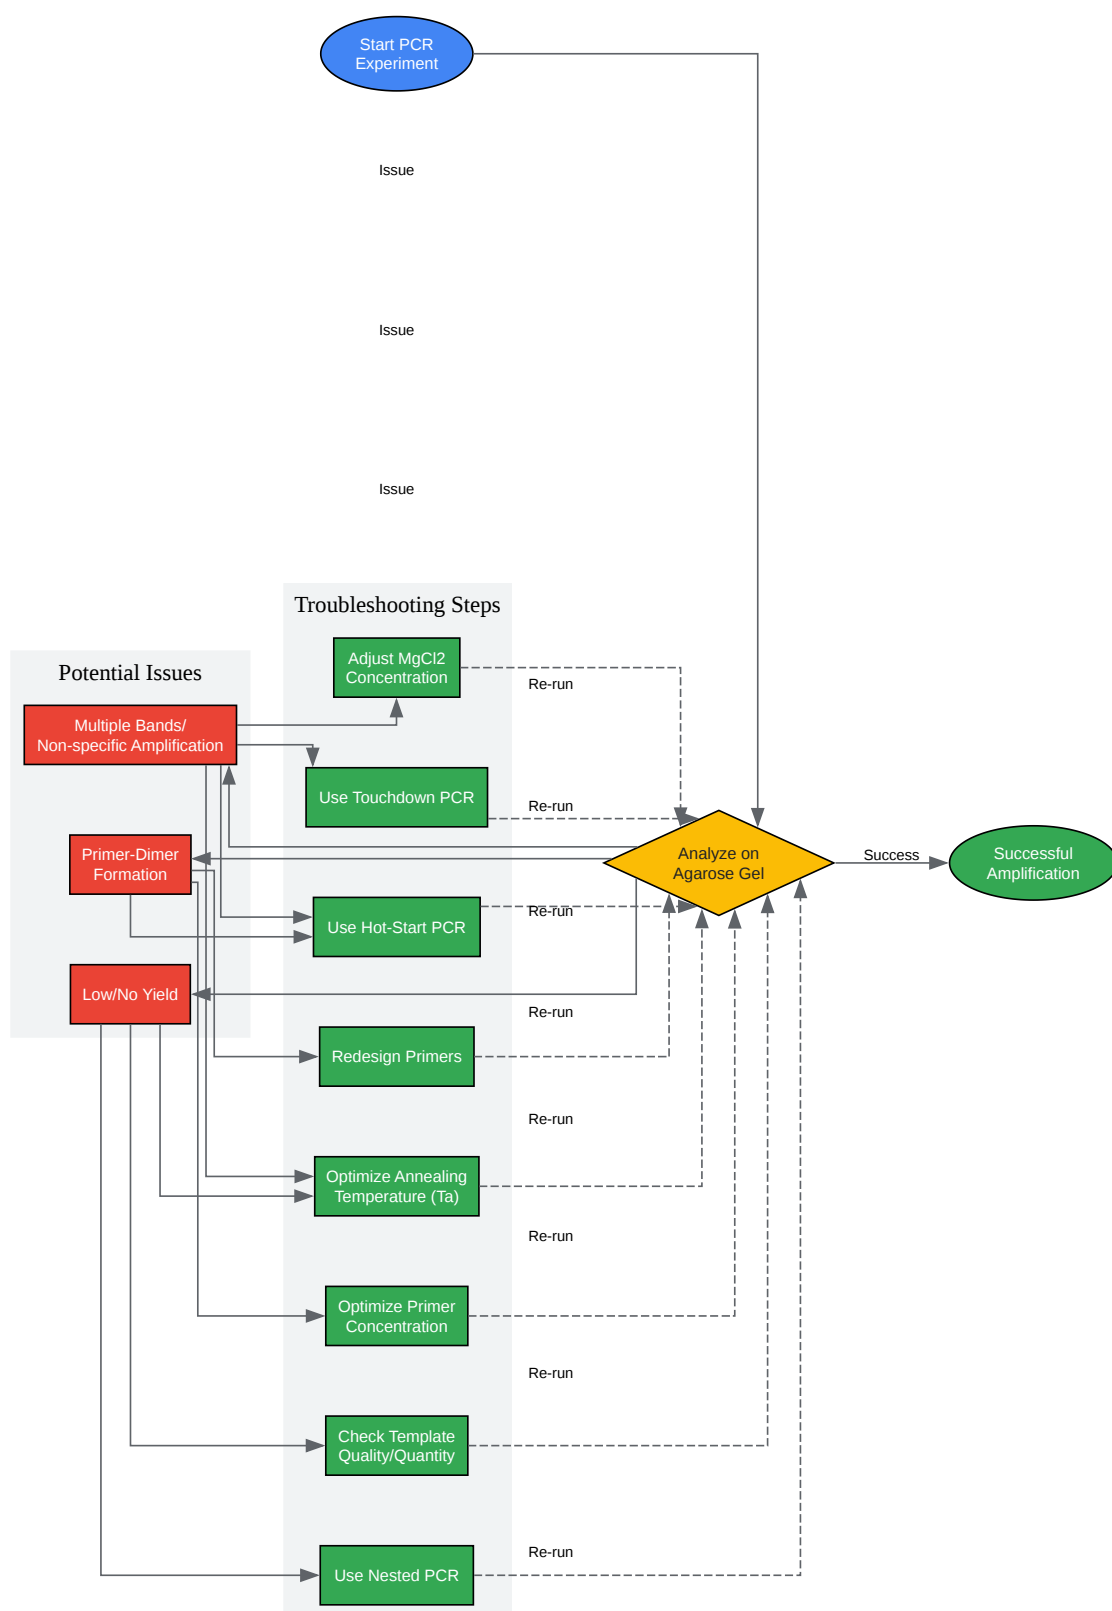 Start PCR
Experiment
Issue
Issue
Issue
Troubleshooting Steps
Potential Issues
Adjust MgCl2
Concentration
Re-run
Multiple Bands/
Non-specific Amplification
Use Touchdown PCR
Re-run
Primer-Dimer
Formation
Analyze on
Agarose Gel
Success
Successful
Amplification
Use Hot-Start PCR
Re-run
Low/No Yield
Re-run
Redesign Primers
Re-run
Optimize Annealing
Temperature (Ta)
Re-run
Optimize Primer
Concentration
Re-run
Check Template
Quality/Quantity
Re-run
Use Nested PCR